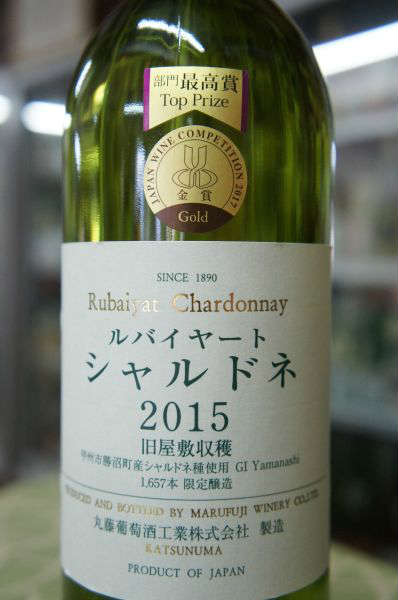 部門最高賞
Top Prize
JAPAN WINE COMPETITION 2017
金賞
Gold
SINCE 1890
Rubaiyat Chardonnay
ルバイヤート
シャルドネ
2015
旧屋敷収穫
甲州市勝沼町産シャルドネ種使用 GI Yamanashi
1,657本 限定醸造
PRODUCED AND BOTTLED BY MARUFUJI WINERY CO.,LTD.
丸藤葡萄酒工業株式会社 製造
KATSUNUMA
PRODUCT OF JAPAN